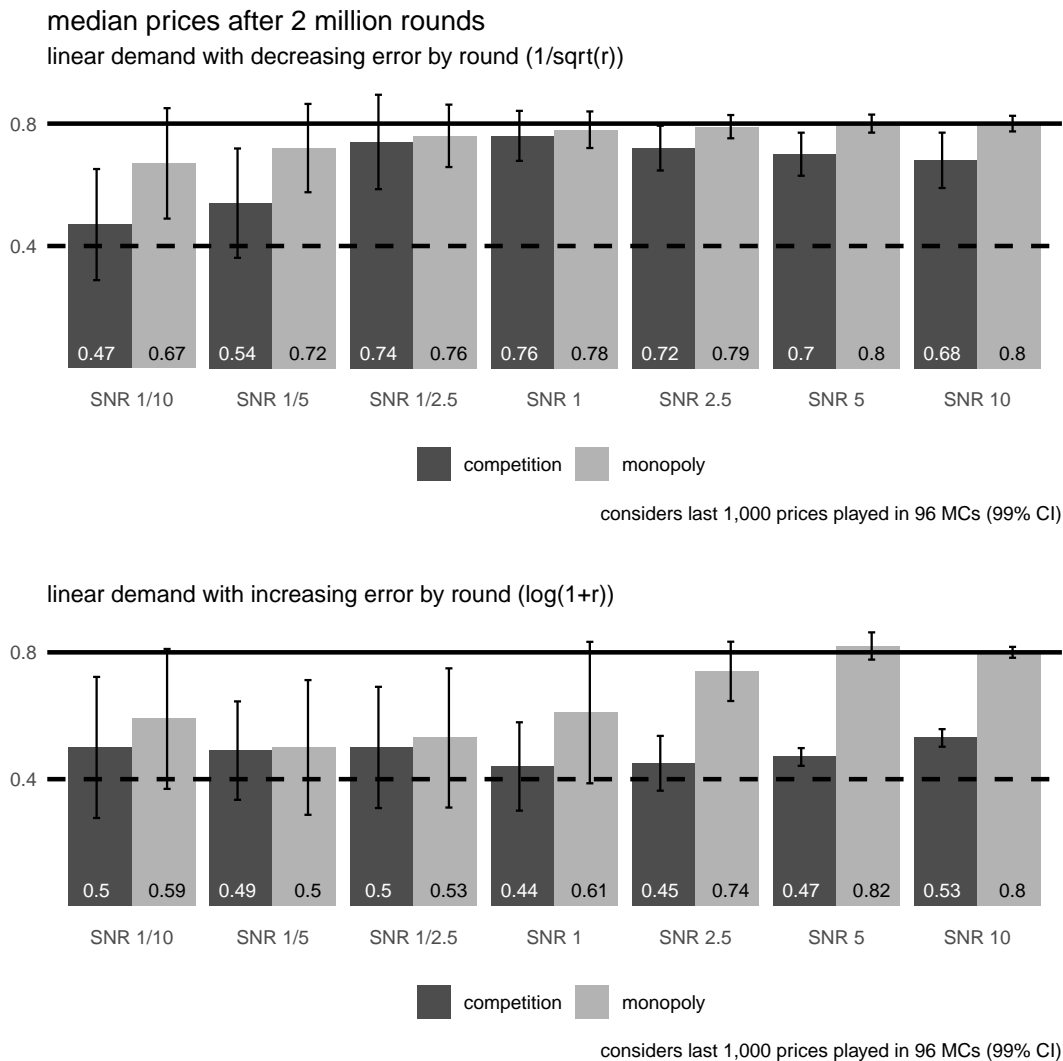 median prices after 2 million rounds
linear demand with decreasing error by round (1/sqrt(r))
0.8
0.4
0.47 0.67 0.54 0.72 0.74 0.76 0.76 0.78 0.72 0.79 0.7 0.8 0.68 0.8
SNR 1/10 SNR 1/5 SNR 1/2.5 SNR 1 SNR 2.5 SNR 5 SNR 10
competition monopoly
considers last 1,000 prices played in 96 MCs (99% CI)
linear demand with increasing error by round (log(1+r))
0.8
0.4
0.5 0.59 0.49 0.5 0.5 0.53 0.44 0.61 0.45 0.74 0.47 0.82 0.53 0.8
SNR 1/10 SNR 1/5 SNR 1/2.5 SNR 1 SNR 2.5 SNR 5 SNR 10
competition monopoly
considers last 1,000 prices played in 96 MCs (99% CI)